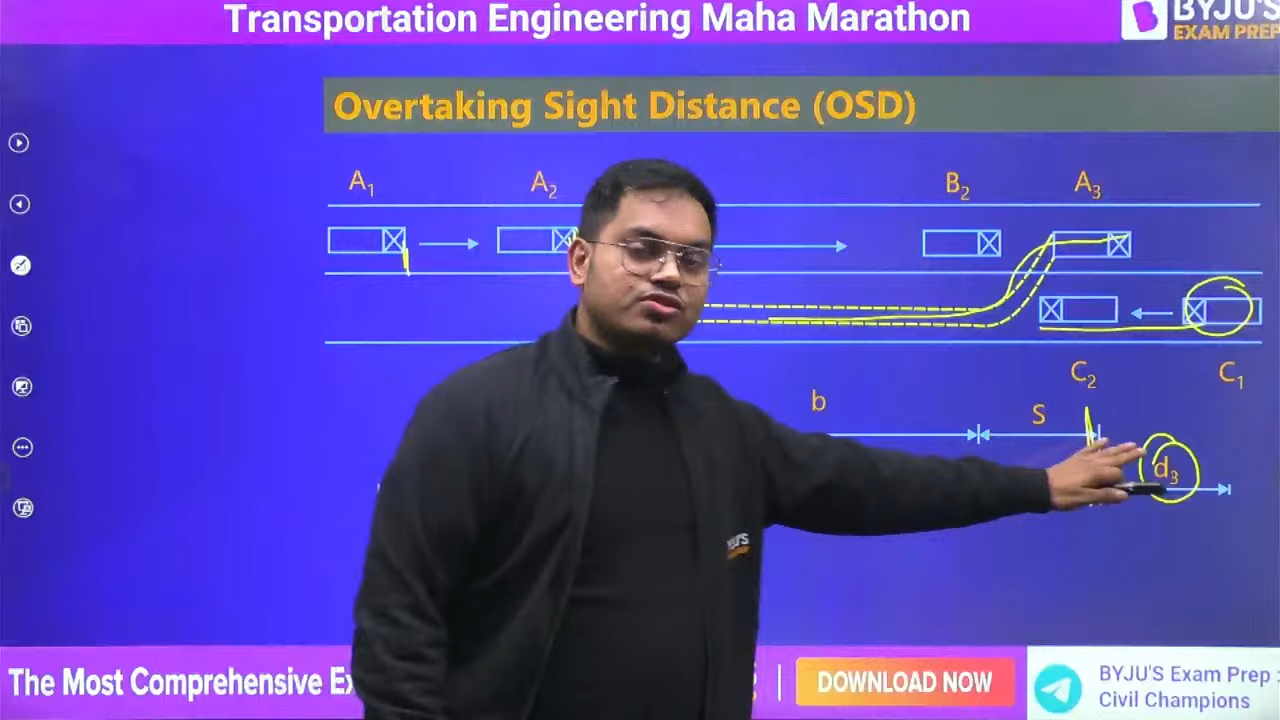 Transportation Engineering Maha Marathon
BYJU'S
EXAM PREP
Overtaking Sight Distance (OSD)
A₁ A₂ B₂ A₃
C₂ C₁
b S
d₃
BYJU'S
The Most Comprehensive
DOWNLOAD NOW
BYJU'S Exam Prep :
Civil Champions